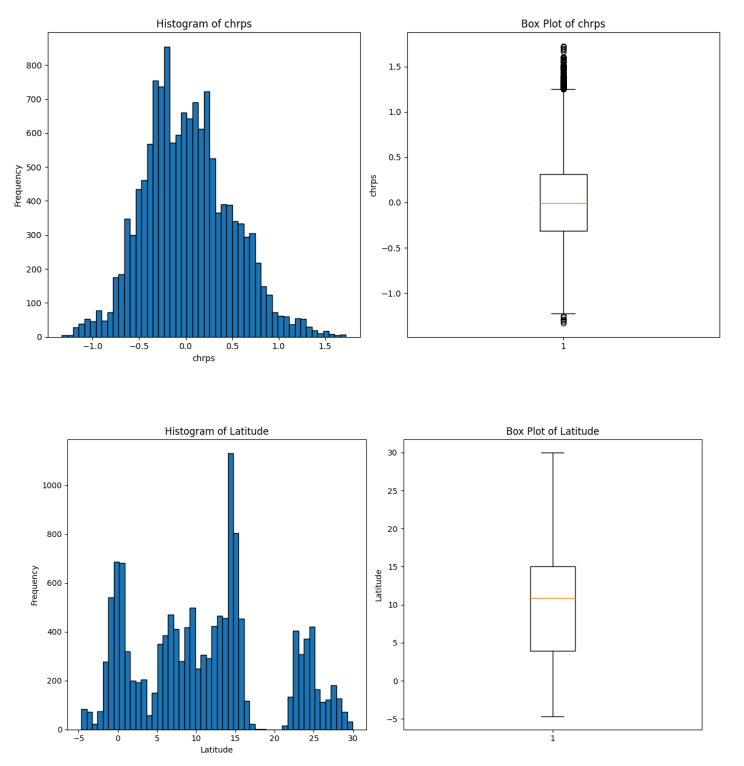 Histogram of chrps
Frequency
800
700
600
500
400
300
200
100
0
−1.0 −0.5 0.0 0.5 1.0 1.5
chrps
Box Plot of chrps
chrps
1.5
1.0
0.5
0.0
−0.5
−1.0
1
Histogram of Latitude
Frequency
1000
800
600
400
200
0
−5 0 5 10 15 20 25 30
Latitude
Box Plot of Latitude
Latitude
30
25
20
15
10
5
0
−5
1